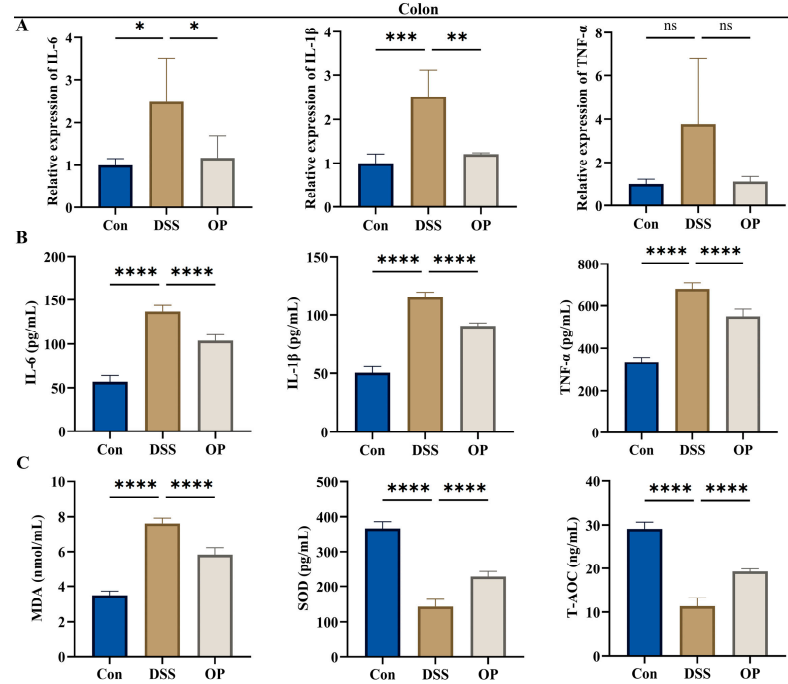 Colon
A
Relative expression of IL-6
4
3
2
1
0
* *
Con DSS OP
Relative expression of IL-1β
4
3
2
1
0
*** **
Con DSS OP
Relative expression of TNF-α
8
6
4
2
0
ns ns
Con DSS OP
B
IL-6 (pg/mL)
200
150
100
50
0
**** ****
Con DSS OP
IL-1β (pg/mL)
150
100
50
0
**** ****
Con DSS OP
TNF-α (pg/mL)
800
600
400
200
0
**** ****
Con DSS OP
C
MDA (nmol/mL)
10
8
6
4
2
0
**** ****
Con DSS OP
SOD (pg/mL)
500
400
300
200
100
0
**** ****
Con DSS OP
T-AOC (ng/mL)
40
30
20
10
0
**** ****
Con DSS OP